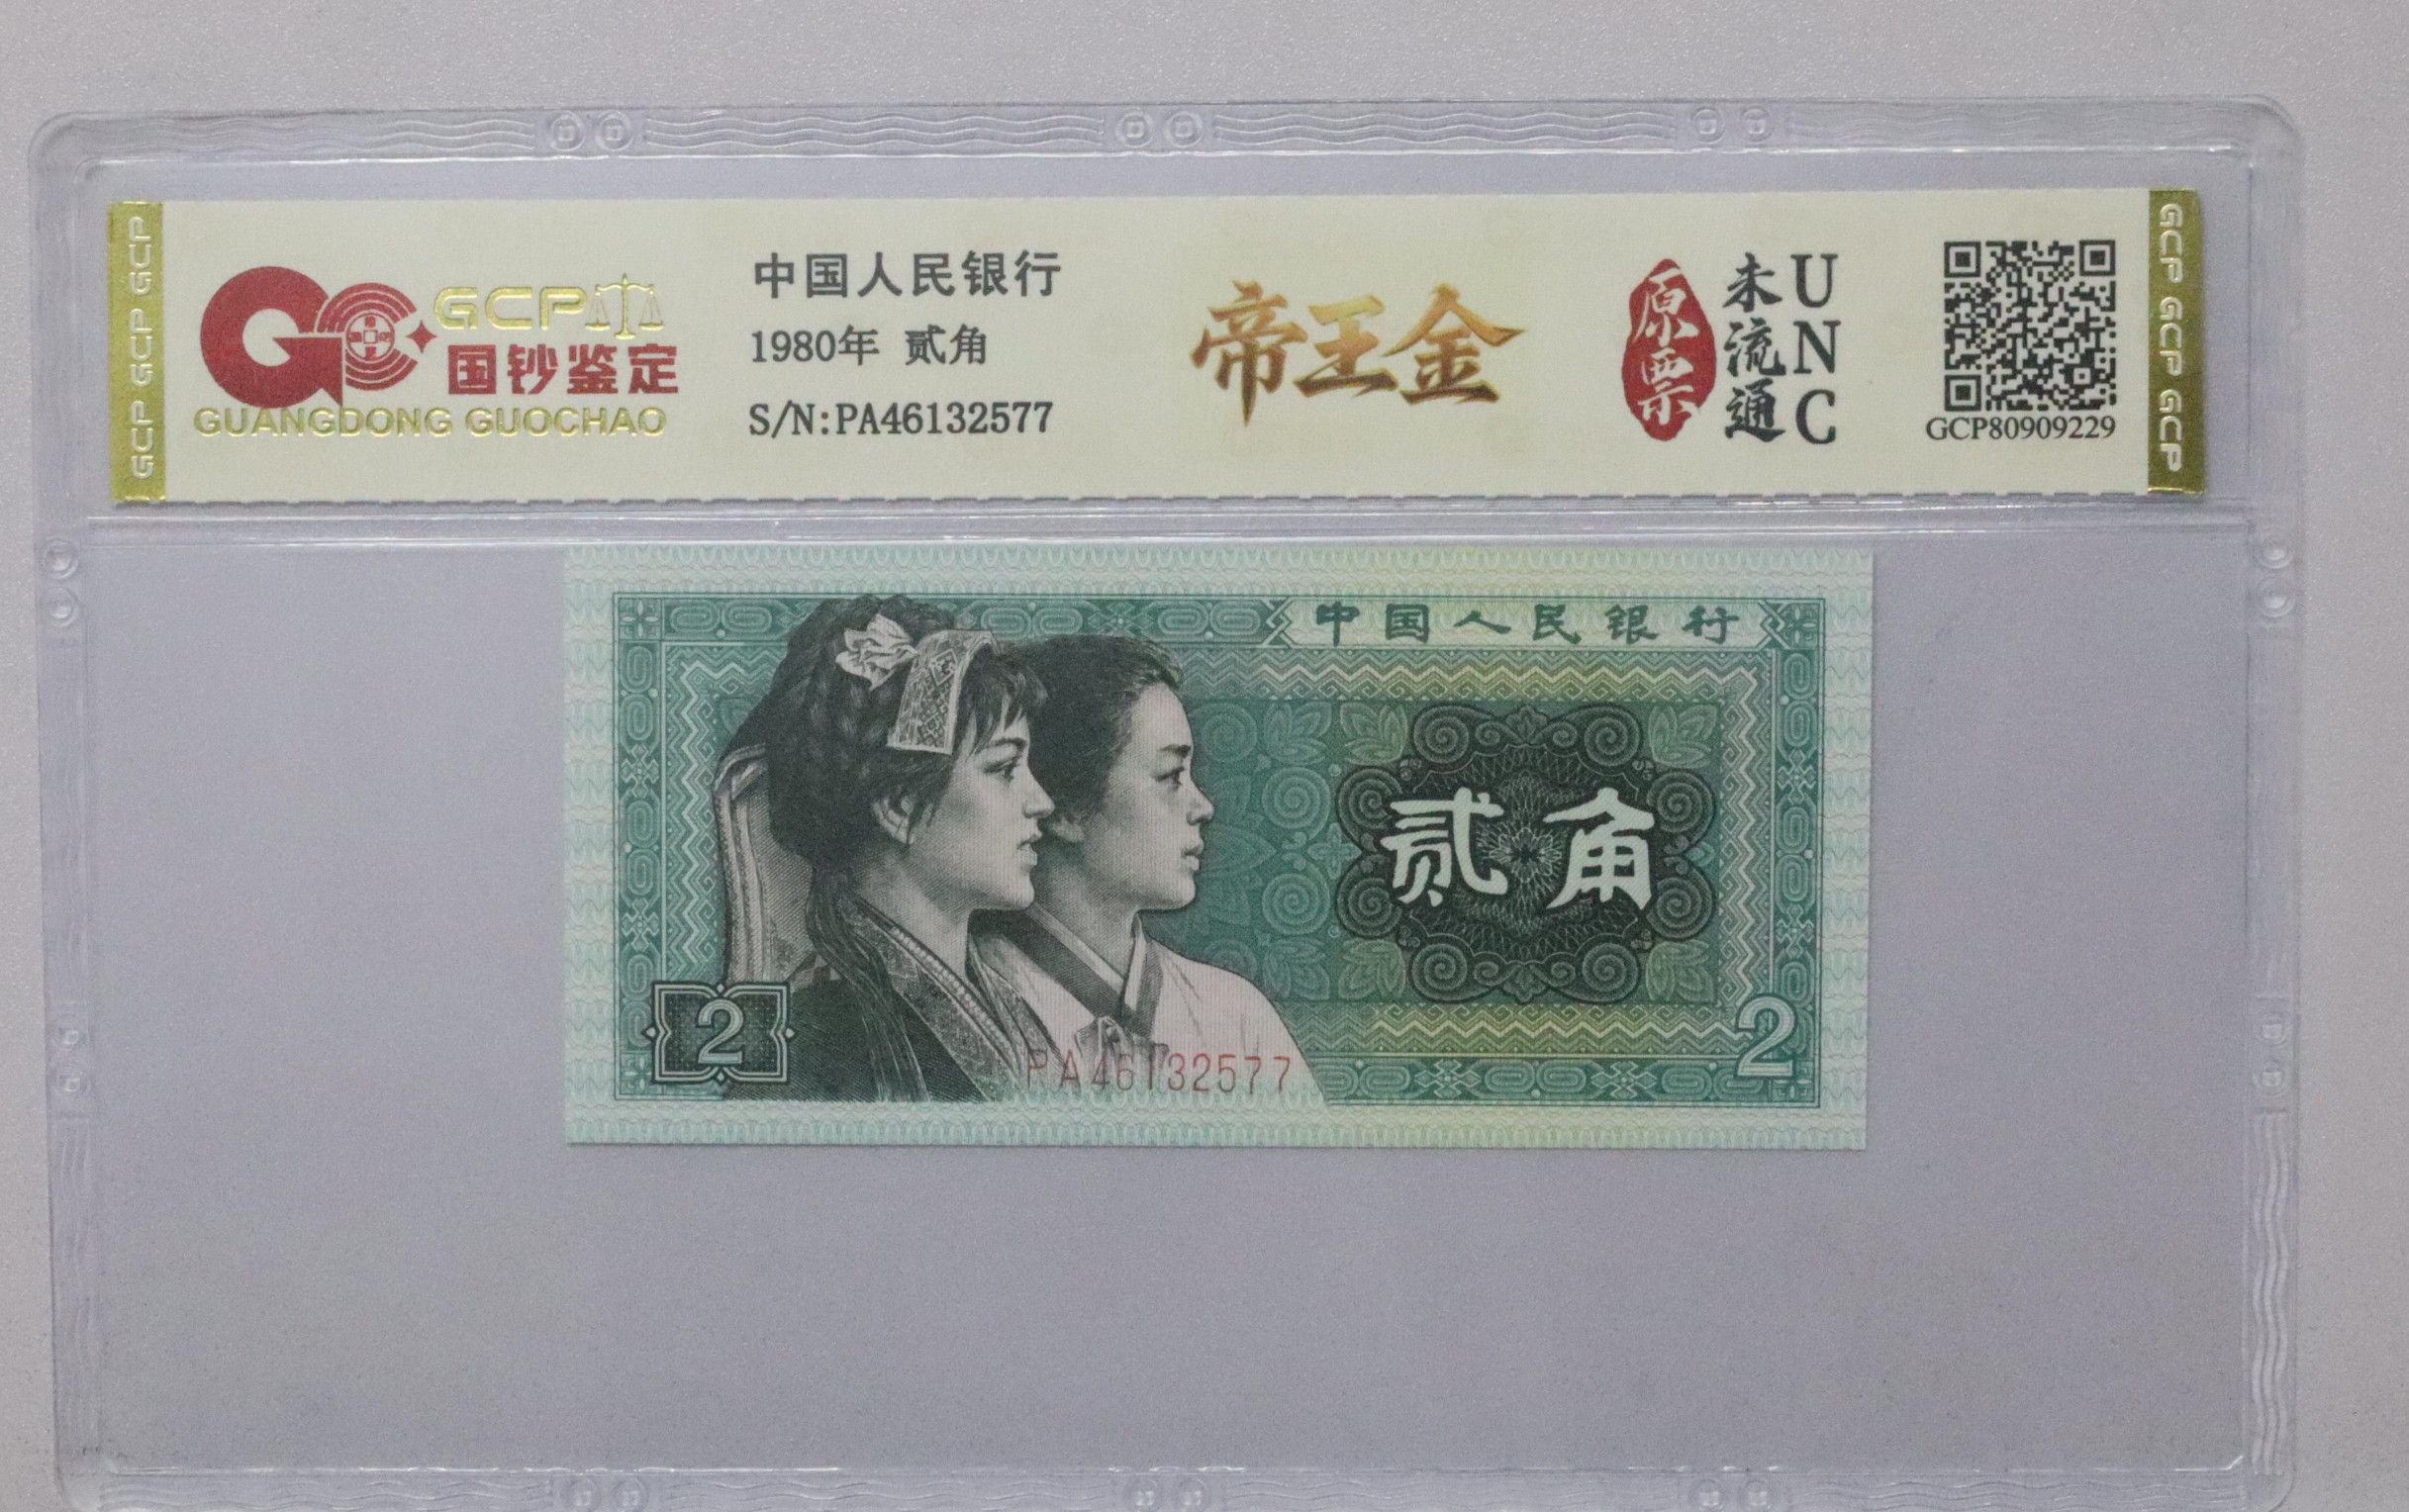 GCP GCP GCP
GCP
国钞鉴定
GUANGDONG GUOCHAO
中国人民银行
1980年 贰角
S/N:PA46132577
帝王金
原票
未流通
UNC
GCP80909229
GCP GCP GCP
中国人民银行
贰角
2
2
PA46132577